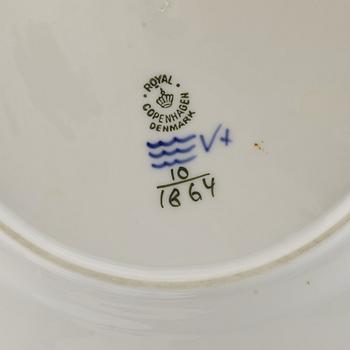 ROYAL
COPENHAGEN
DENMARK
V+
10
1864